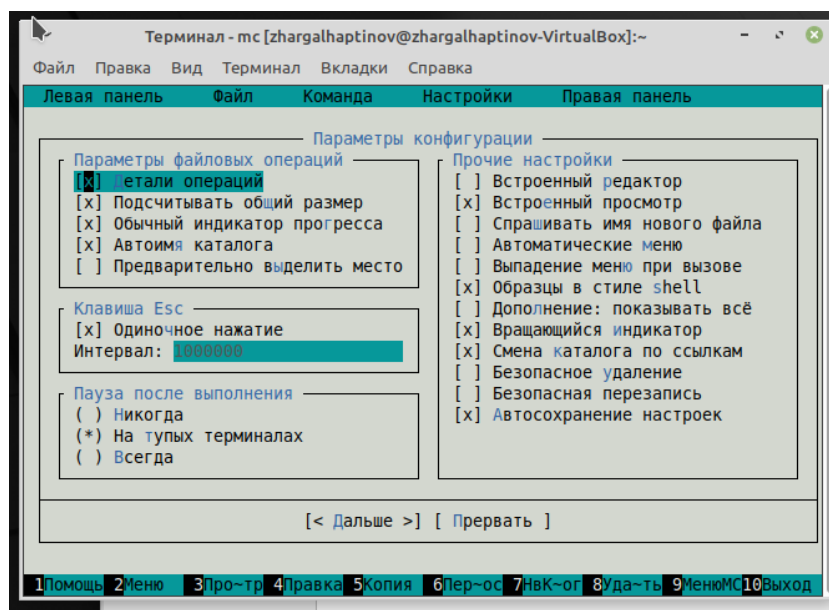 Терминал - mc [zhargalhaptinov@zhargalhaptinov-VirtualBox]:~
Файл Правка Вид Терминал Вкладки Справка
Левая панель Файл Команда Настройки Правая панель
Параметры конфигурации
Параметры файловых операций
[x] Детали операций
[x] Подсчитывать общий размер
[x] Обычный индикатор прогресса
[x] Автоимя каталога
[ ] Предварительно выделить место
Клавиша Esc
[x] Одиночное нажатие
Интервал: 1000000
Пауза после выполнения
( ) Никогда
(*) На тупых терминалах
( ) Всегда
Прочие настройки
[ ] Встроенный редактор
[x] Встроенный просмотр
[ ] Спрашивать имя нового файла
[ ] Автоматические меню
[ ] Выпадение меню при вызове
[x] Образцы в стиле shell
[ ] Дополнение: показывать всё
[x] Вращающийся индикатор
[x] Смена каталога по ссылкам
[ ] Безопасное удаление
[ ] Безопасная перезапись
[x] Автосохранение настроек
[< Дальше >] [ Прервать ]
1Помощь 2Меню 3Про~тр 4Правка 5Копия 6Пер~ос 7НвК~ог 8Уда~ть 9МенюMC 10Выход